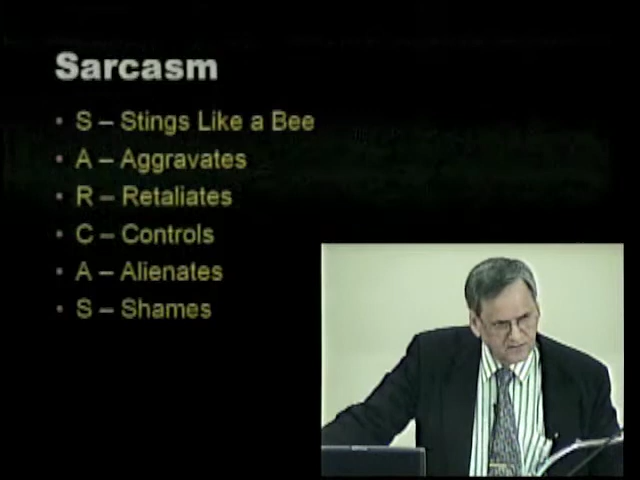 Sarcasm
• S – Stings Like a Bee
• A – Aggravates
• R – Retaliates
• C – Controls
• A – Alienates
• S – Shames